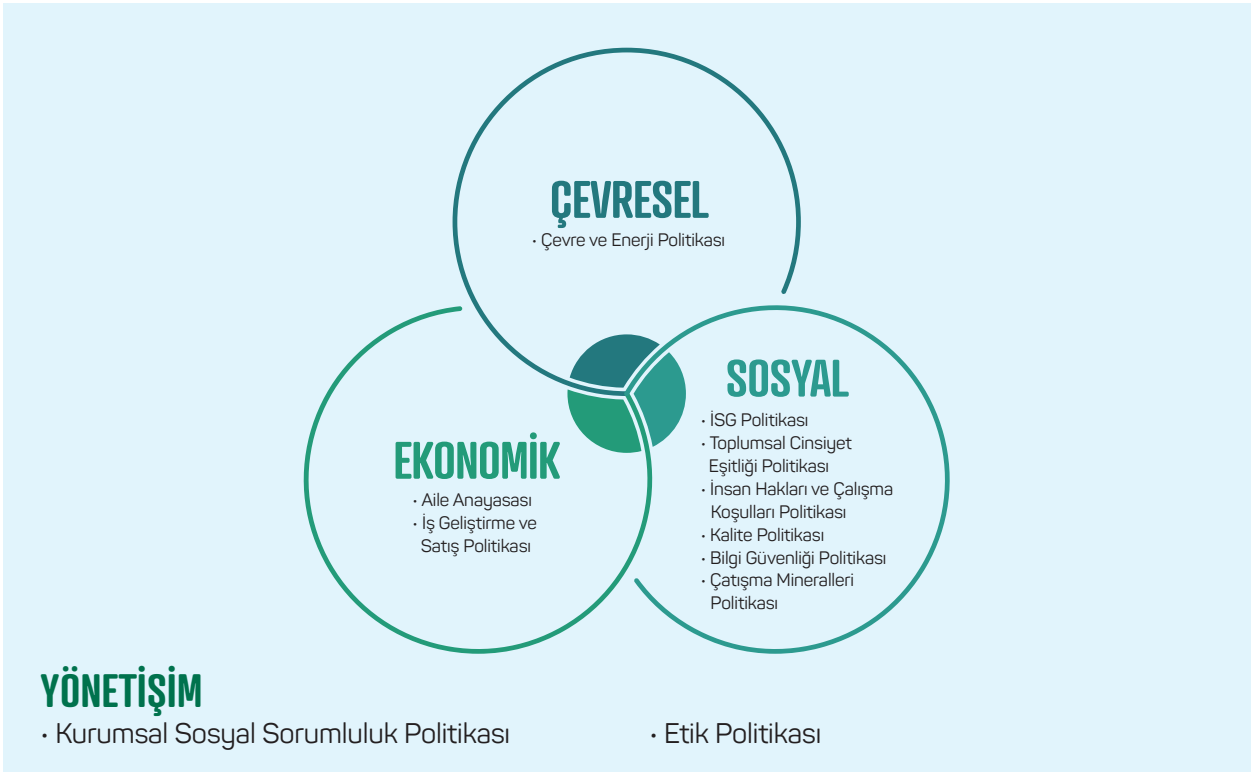 ÇEVRESEL
• Çevre ve Enerji Politikası
SOSYAL
• İSG Politikası
• Toplumsal Cinsiyet
Eşitliği Politikası
• İnsan Hakları ve Çalışma
Koşulları Politikası
• Kalite Politikası
• Bilgi Güvenliği Politikası
• Çatışma Mineralleri
Politikası
EKONOMİK
• Aile Anayasası
• İş Geliştirme ve
Satış Politikası
YÖNETİŞİM
• Kurumsal Sosyal Sorumluluk Politikası
• Etik Politikası